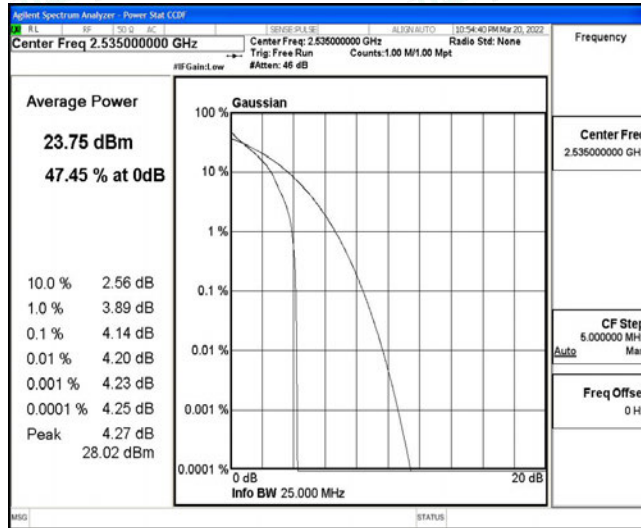 Agilent Spectrum Analyzer - Power Stat CCDF
RL RF 50 Ω AC SENSE:PULSE ALIGN AUTO 10:54:40 PM Mar 20, 2022
Center Freq 2.535000000 GHz
Center Freq: 2.535000000 GHz Radio Std: None
Trig: Free Run Counts:1.00 M/1.00 Mpt
#IFGain:Low #Atten: 46 dB
Frequency
Average Power
23.75 dBm
47.45 % at 0dB
10.0 % 2.56 dB
1.0 % 3.89 dB
0.1 % 4.14 dB
0.01 % 4.20 dB
0.001 % 4.23 dB
0.0001 % 4.25 dB
Peak 4.27 dB
28.02 dBm
Gaussian
100 %
10 %
1 %
0.1 %
0.01 %
0.001 %
0.0001 %
0 dB 20 dB
Info BW 25.000 MHz
Center Fre
2.535000000 GH
CF Step
5.000000 MH
Auto Ma
Freq Offse
0 H
MSG STATUS